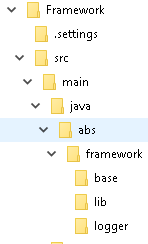 Framework
.settings
src
main
java
abs
framework
base
lib
logger